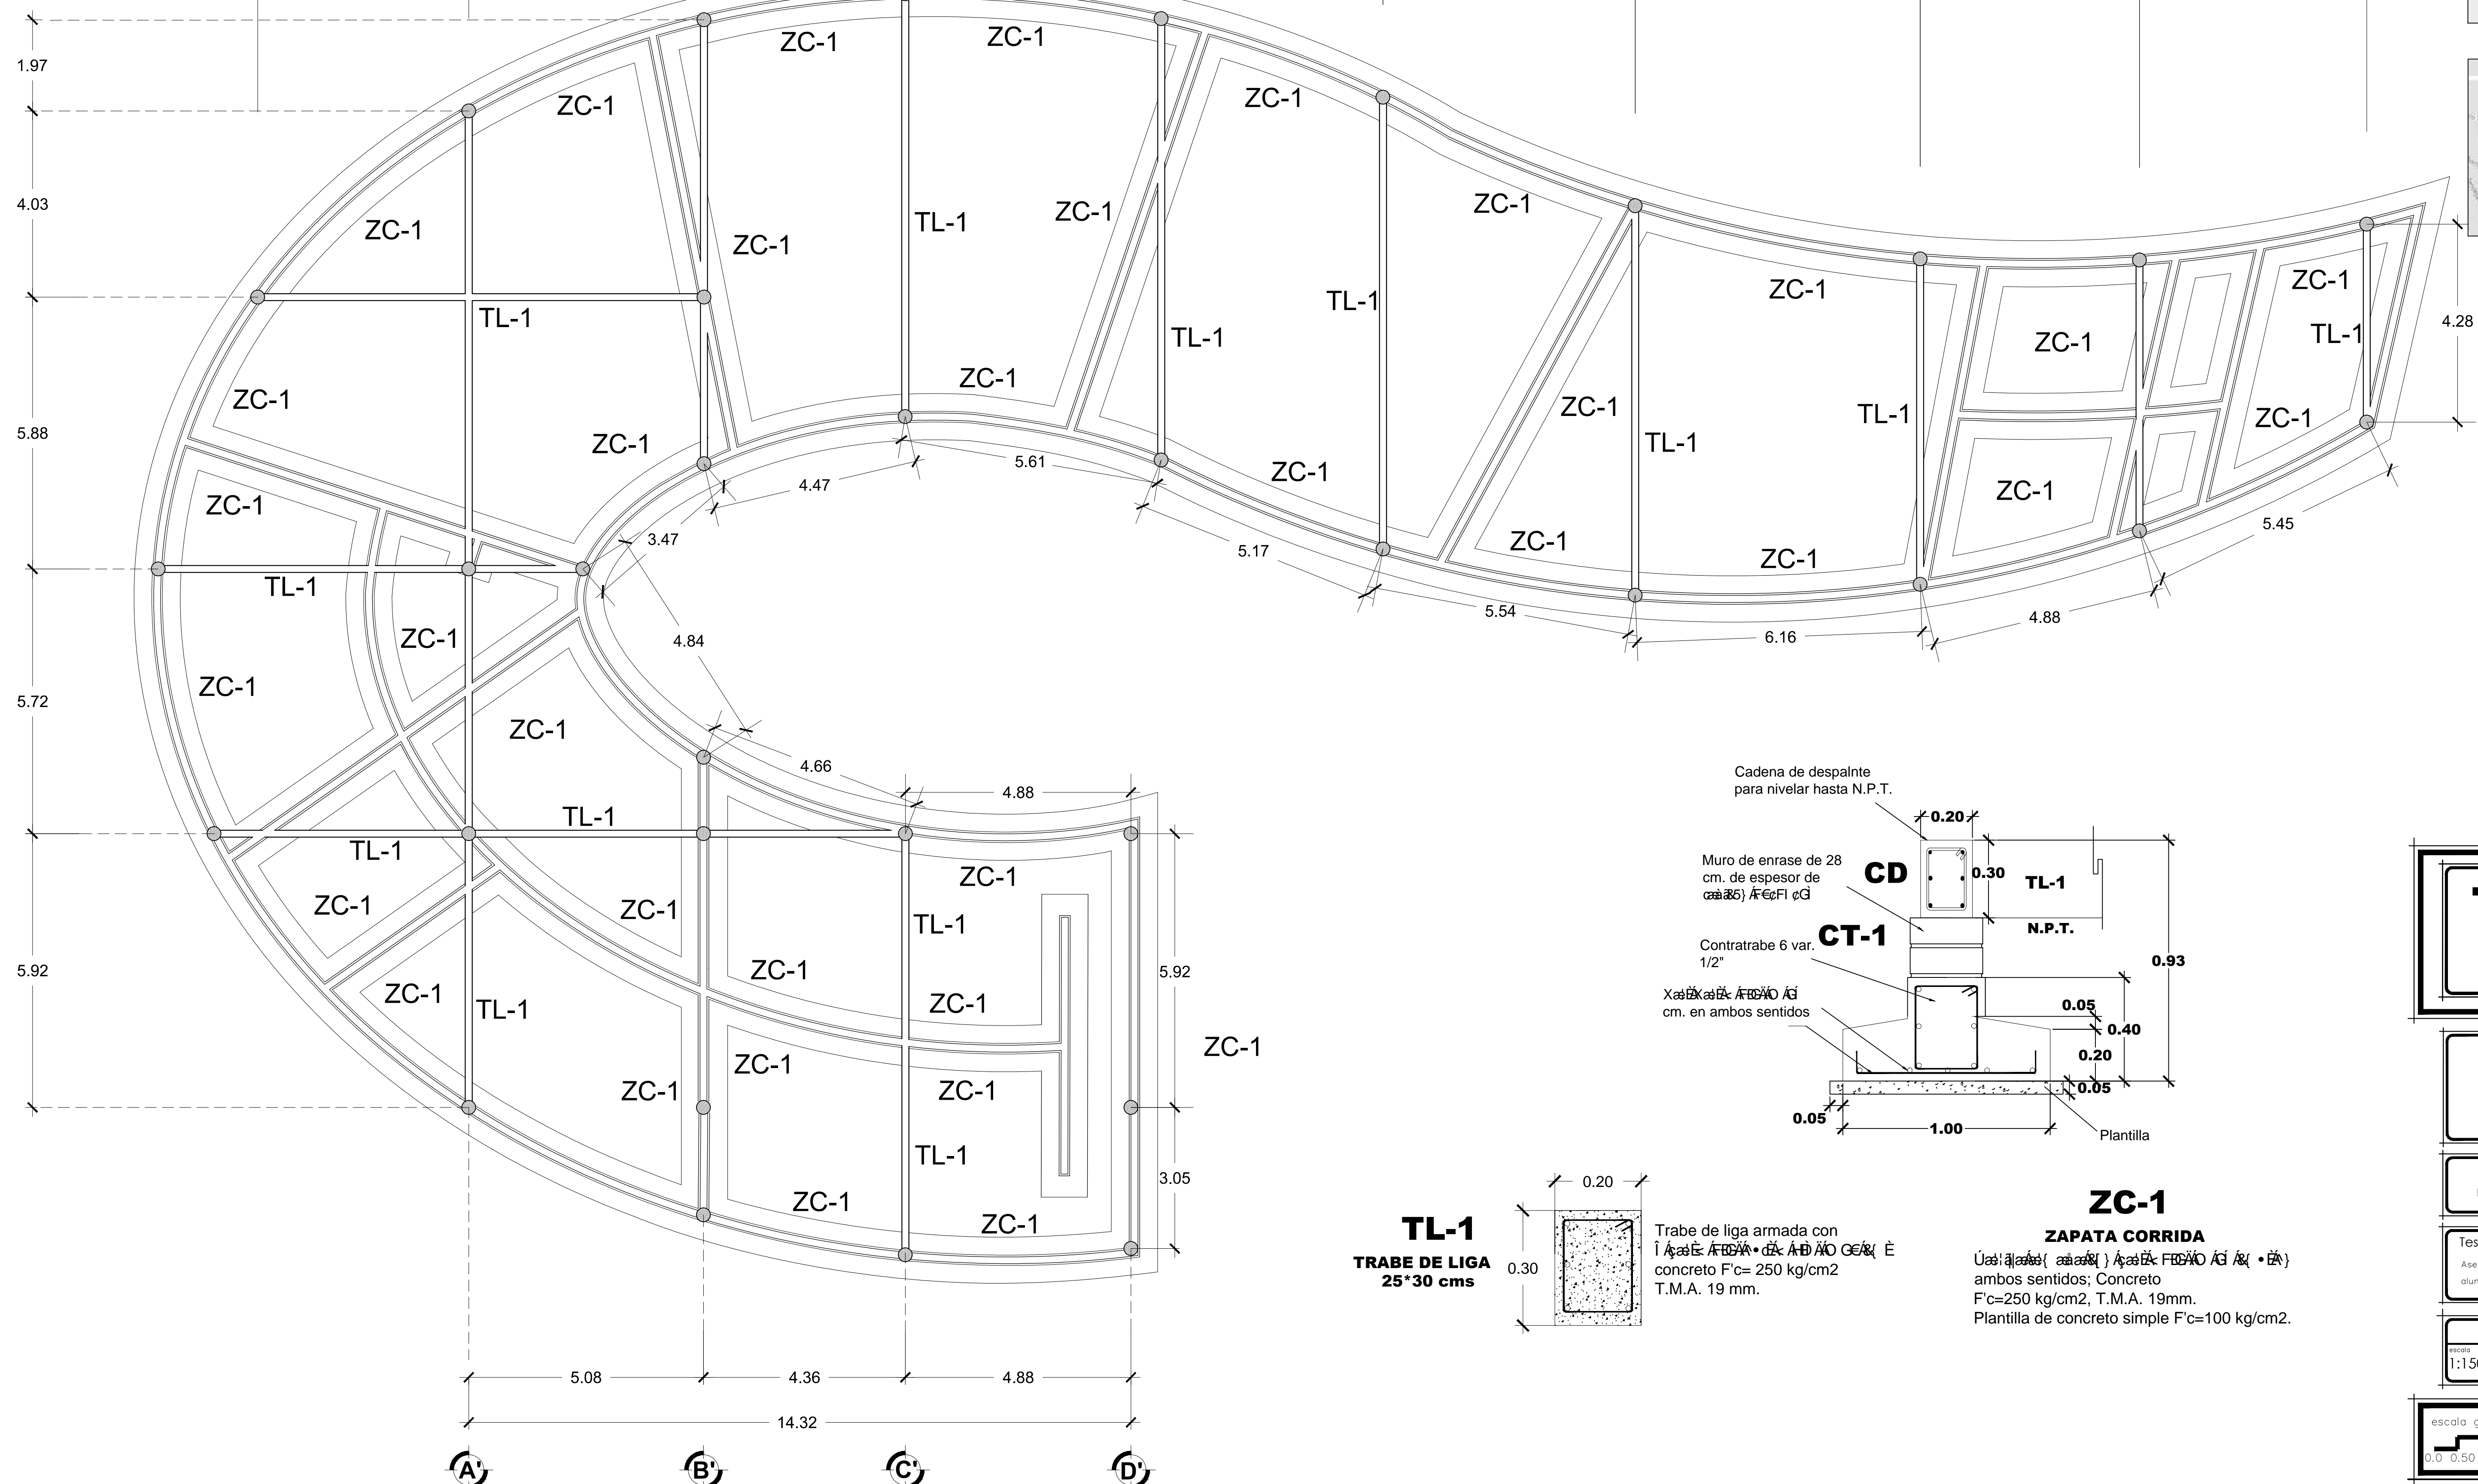 ZC-1
ZC-1
1.97
ZC-1
ZC-1
4.03
ZC-1
ZC-1
ZC-1
TL-1
ZC-1
ZC-1
TL-1
TL-1
TL-1
ZC-1
ZC-1
TL-1
4.28
ZC-1
ZC-1
ZC-1
ZC-1
TL-1
ZC-1
5.88
ZC-1
TL-1
TL-1
5.61
4.47
ZC-1
ZC-1
ZC-1
3.47
5.17
ZC-1
ZC-1
5.45
TL-1
ZC-1
4.84
5.54
6.16
4.88
ZC-1
5.72
ZC-1
4.66
4.88
TL-1
TL-1
ZC-1
ZC-1
ZC-1
TL-1
ZC-1
5.92
ZC-1
ZC-1
TL-1
5.92
ZC-1
ZC-1
ZC-1
ZC-1
TL-1
ZC-1
ZC-1
3.05
ZC-1
5.08
4.36
4.88
14.32
A'
B'
C'
D'
Cadena de despalnte
para nivelar hasta N.P.T.
0.20
Muro de enrase de 28
cm. de espesor de
CD
0.30
TL-1
N.P.T.
CT-1
Contratrabe 6 var.
1/2"
0.93
cm. en ambos sentidos
0.05
0.40
0.20
0.05
0.05
1.00
Plantilla
TL-1
TRABE DE LIGA
25*30 cms
0.20
0.30
Trabe de liga armada con
concreto F'c= 250 kg/cm2
T.M.A. 19 mm.
ZC-1
ZAPATA CORRIDA
ambos sentidos; Concreto
F'c=250 kg/cm2, T.M.A. 19mm.
Plantilla de concreto simple F'c=100 kg/cm2.
escala
0.0 0.50